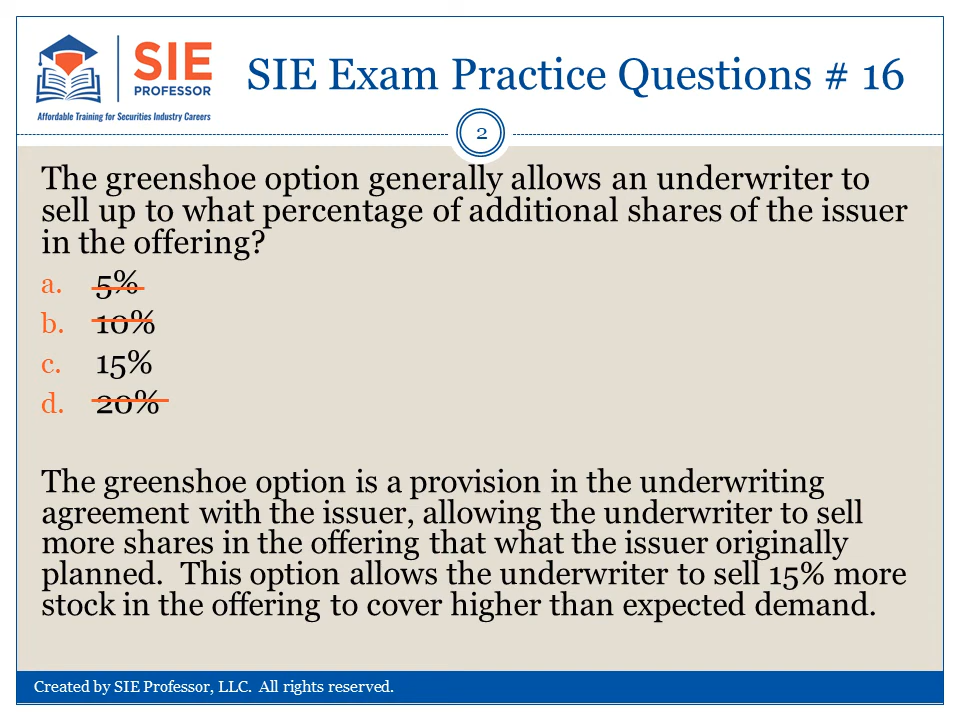 SIE
PROFESSOR
Affordable Training for Securities Industry Careers
SIE Exam Practice Questions # 16
2
The greenshoe option generally allows an underwriter to
sell up to what percentage of additional shares of the issuer
in the offering?
a. 5%
b. 10%
c. 15%
d. 20%
The greenshoe option is a provision in the underwriting
agreement with the issuer, allowing the underwriter to sell
more shares in the offering that what the issuer originally
planned.  This option allows the underwriter to sell 15% more
stock in the offering to cover higher than expected demand.
Created by SIE Professor, LLC.  All rights reserved.